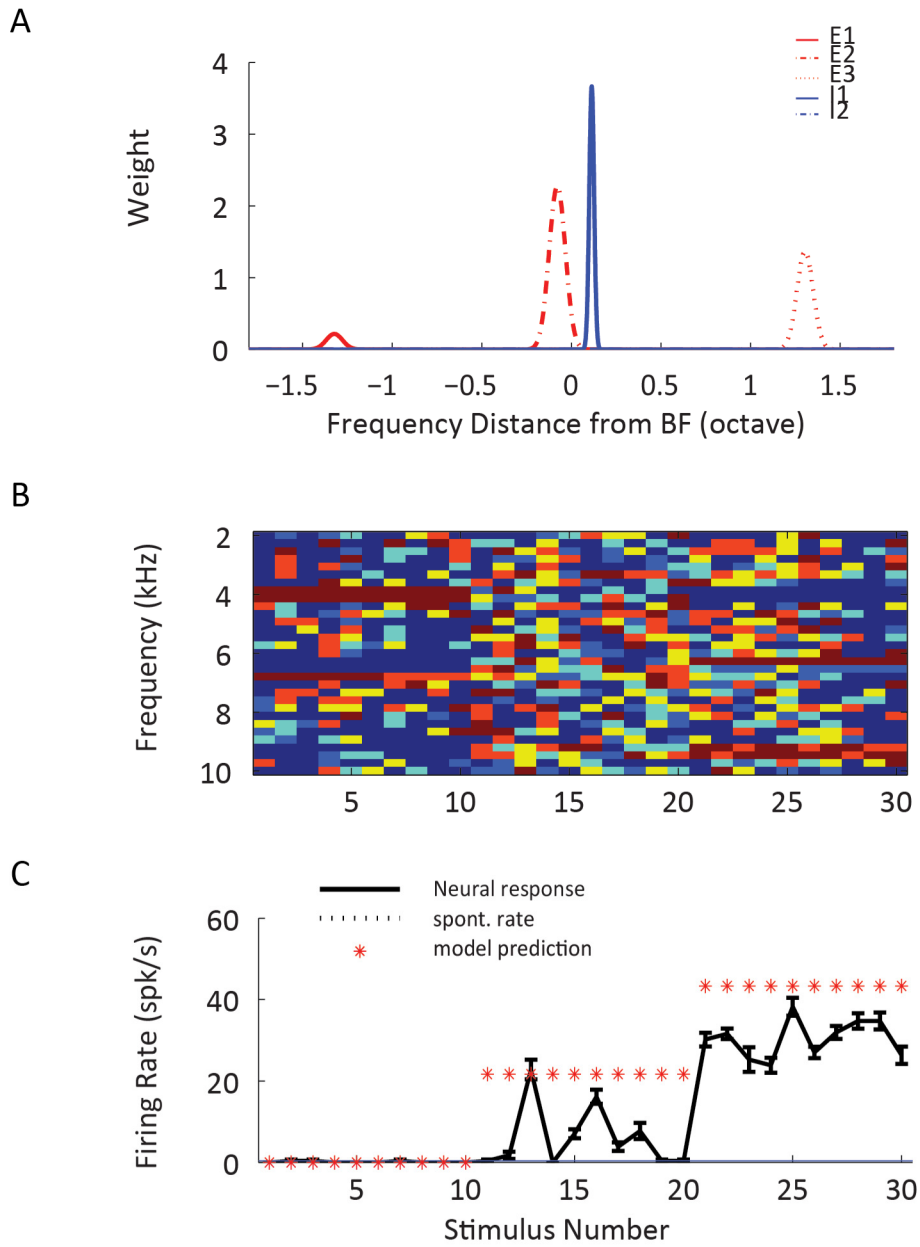 A
E1
E2
E3
I1
I2
4
3
2
1
0
Weight
−1.5 −1 −0.5 0 0.5 1 1.5
Frequency Distance from BF (octave)
B
2
4
6
8
10
Frequency (kHz)
5 10 15 20 25 30
C
Neural response
spont. rate
model prediction
60
40
20
0
Firing Rate (spk/s)
5 10 15 20 25 30
Stimulus Number